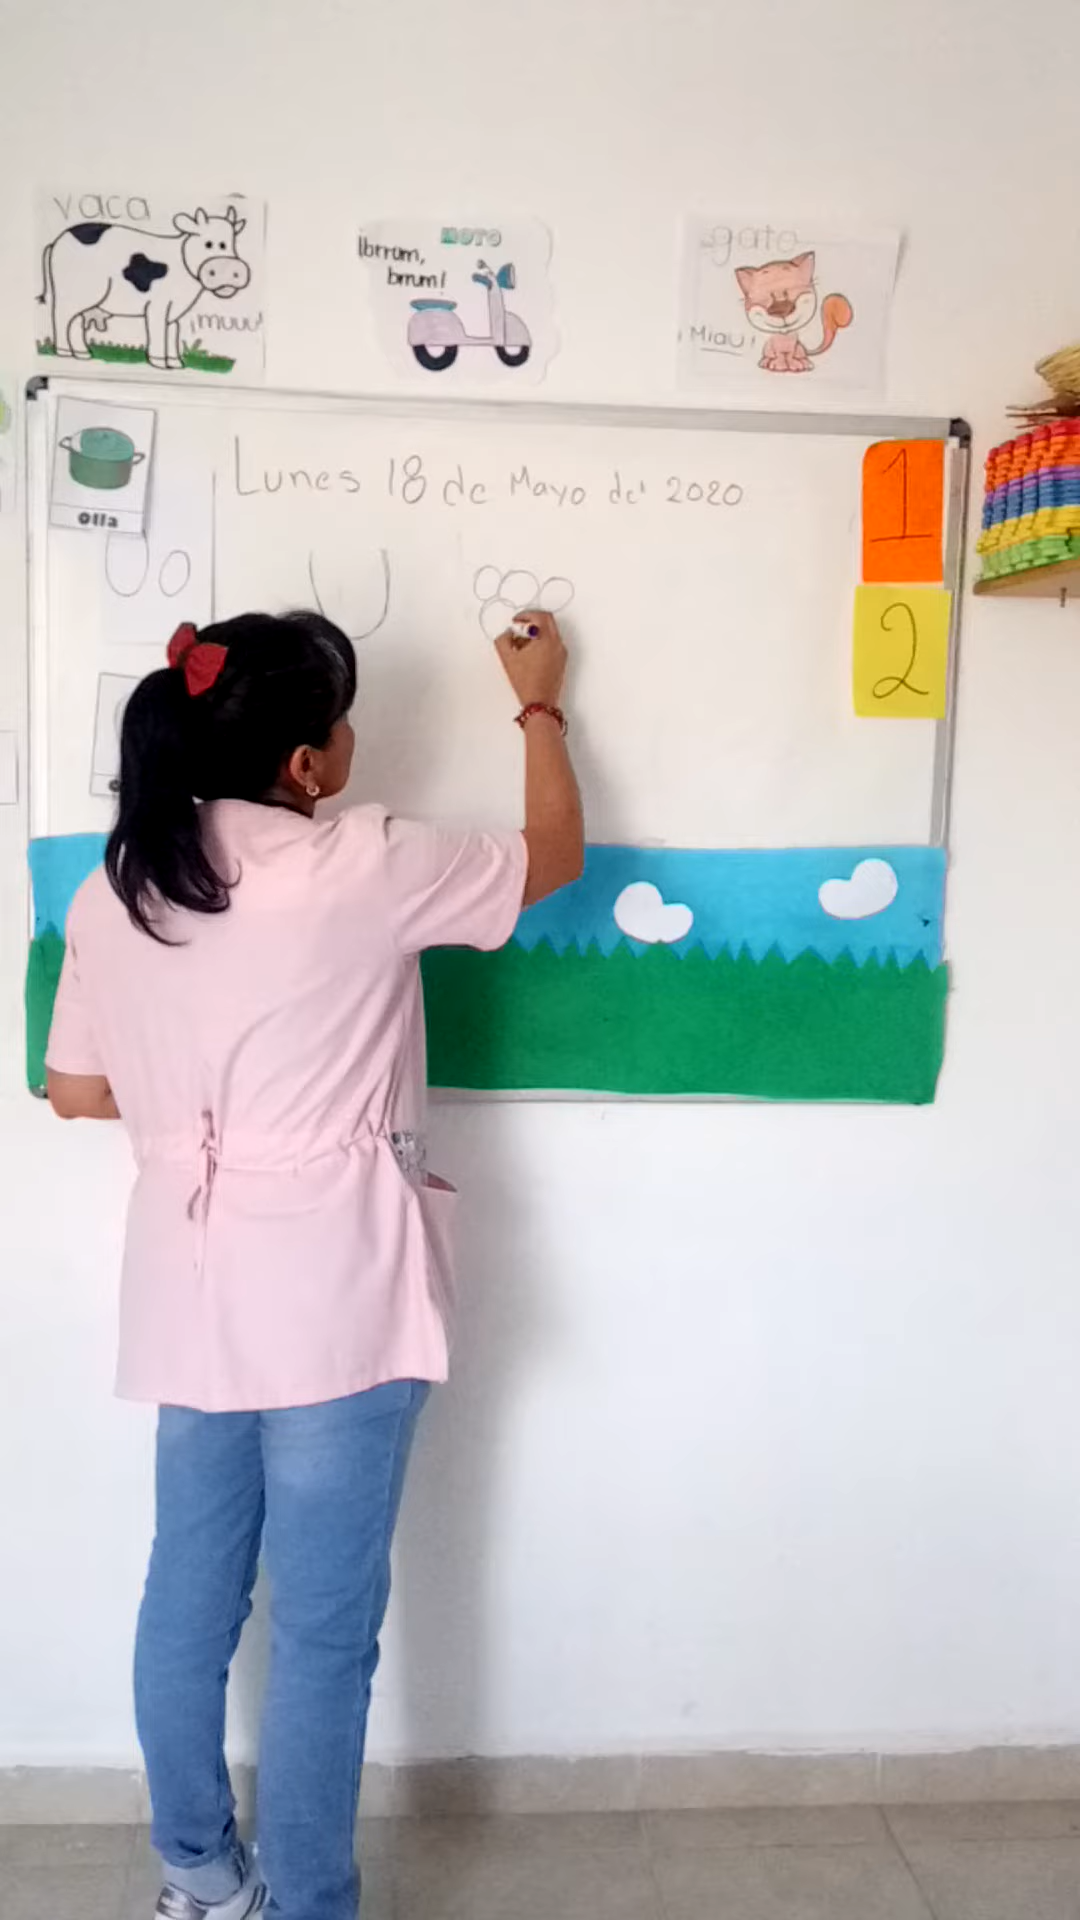 vaca
¡muuu!
MOTO
¡brrum,
brrum!
gato
¡Miau!
Olla
Lunes 18 de Mayo del 2020
Oo
U
1
2